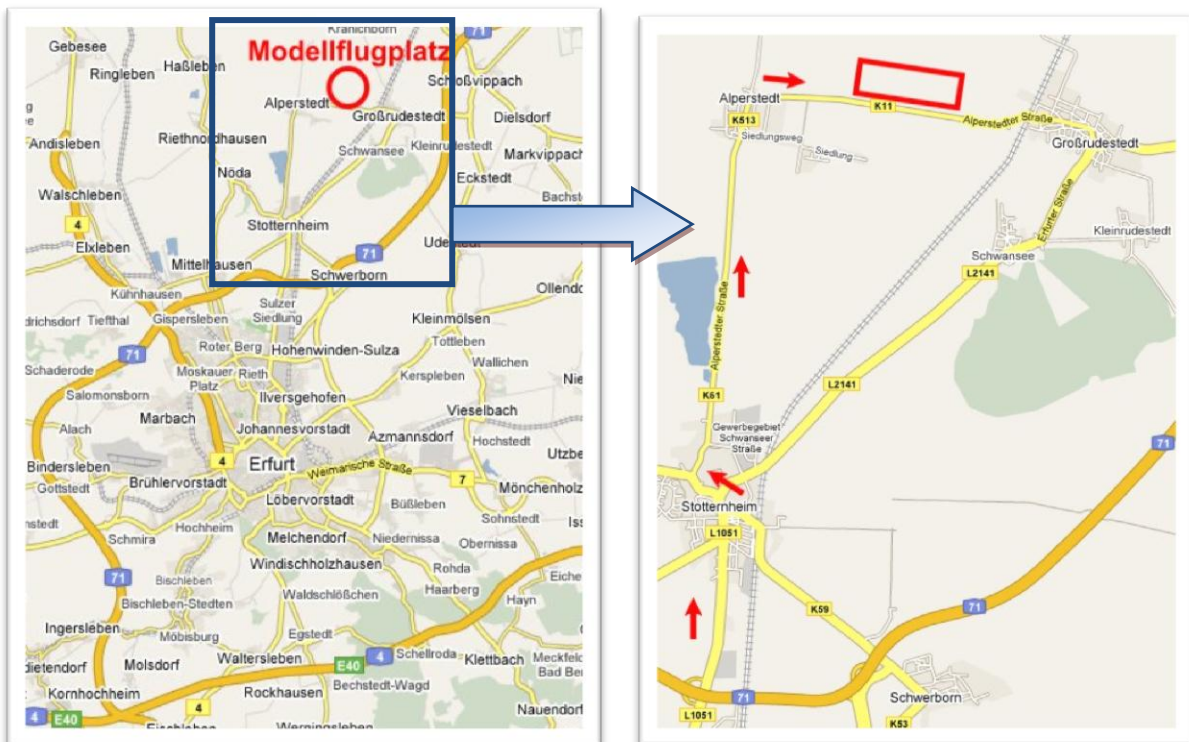 Kranichborn
71
Gebesee
Modellflugplatz
Haßleben
Ringleben
Schloßvippach
Alperstedt
Großrudestedt
Dielsdorf
Andisleben
Riethnordhausen
Schwansee
Kleinrudestedt
Markvippach
Nöda
Eckstedt
Walschleben
4
Stotternheim
Elxleben
71
Mittelhausen
Schwerborn
Kühnhausen
Sulzer
Siedlung
Tiefthal
Gispersleben
Kleinmölsen
71
Roter Berg
Hohenwinden-Sulza
Töttleben
Schaderode
Moskauer
Platz
Rieth
Wallichen
Salomonsborn
Kerspleben
Ilversgehofen
Marbach
Vieselbach
Alach
Johannesvorstadt
Azmannsdorf
Hochstedt
4
Erfurt
Weimarische Straße
Bindersleben
Gottstedt
Brühlervorstadt
7
Mönchenholz
Löbervorstadt
Büßleben
Hochheim
Sohnstedt
Schmira
Melchendorf
Niedernissa
Obernissa
Windischholzhausen
71
Bischleben
Rohda
Waldschlößchen
Haarberg
Hayn
Bischleben-Stedten
Ingersleben
Möbisburg
Egstedt
Molsdorf
Waltersleben
E40
4
Schellroda
Klettbach
Kornhochheim
Rockhausen
Bechstedt-Wagd
4
E40
4
Nauendorf
Alperstedt
K11
K513
Alperstedter Straße
Siedlungsweg
Siedlung
Großrudestedt
Erfurter Straße
Kleinrudestedt
Schwansee
L2141
Alperstedter Straße
L2141
K61
Gewerbegebiet
Schwanseer
Straße
71
Stotternheim
L1051
K59
71
71
Schwerborn
L1051
K53